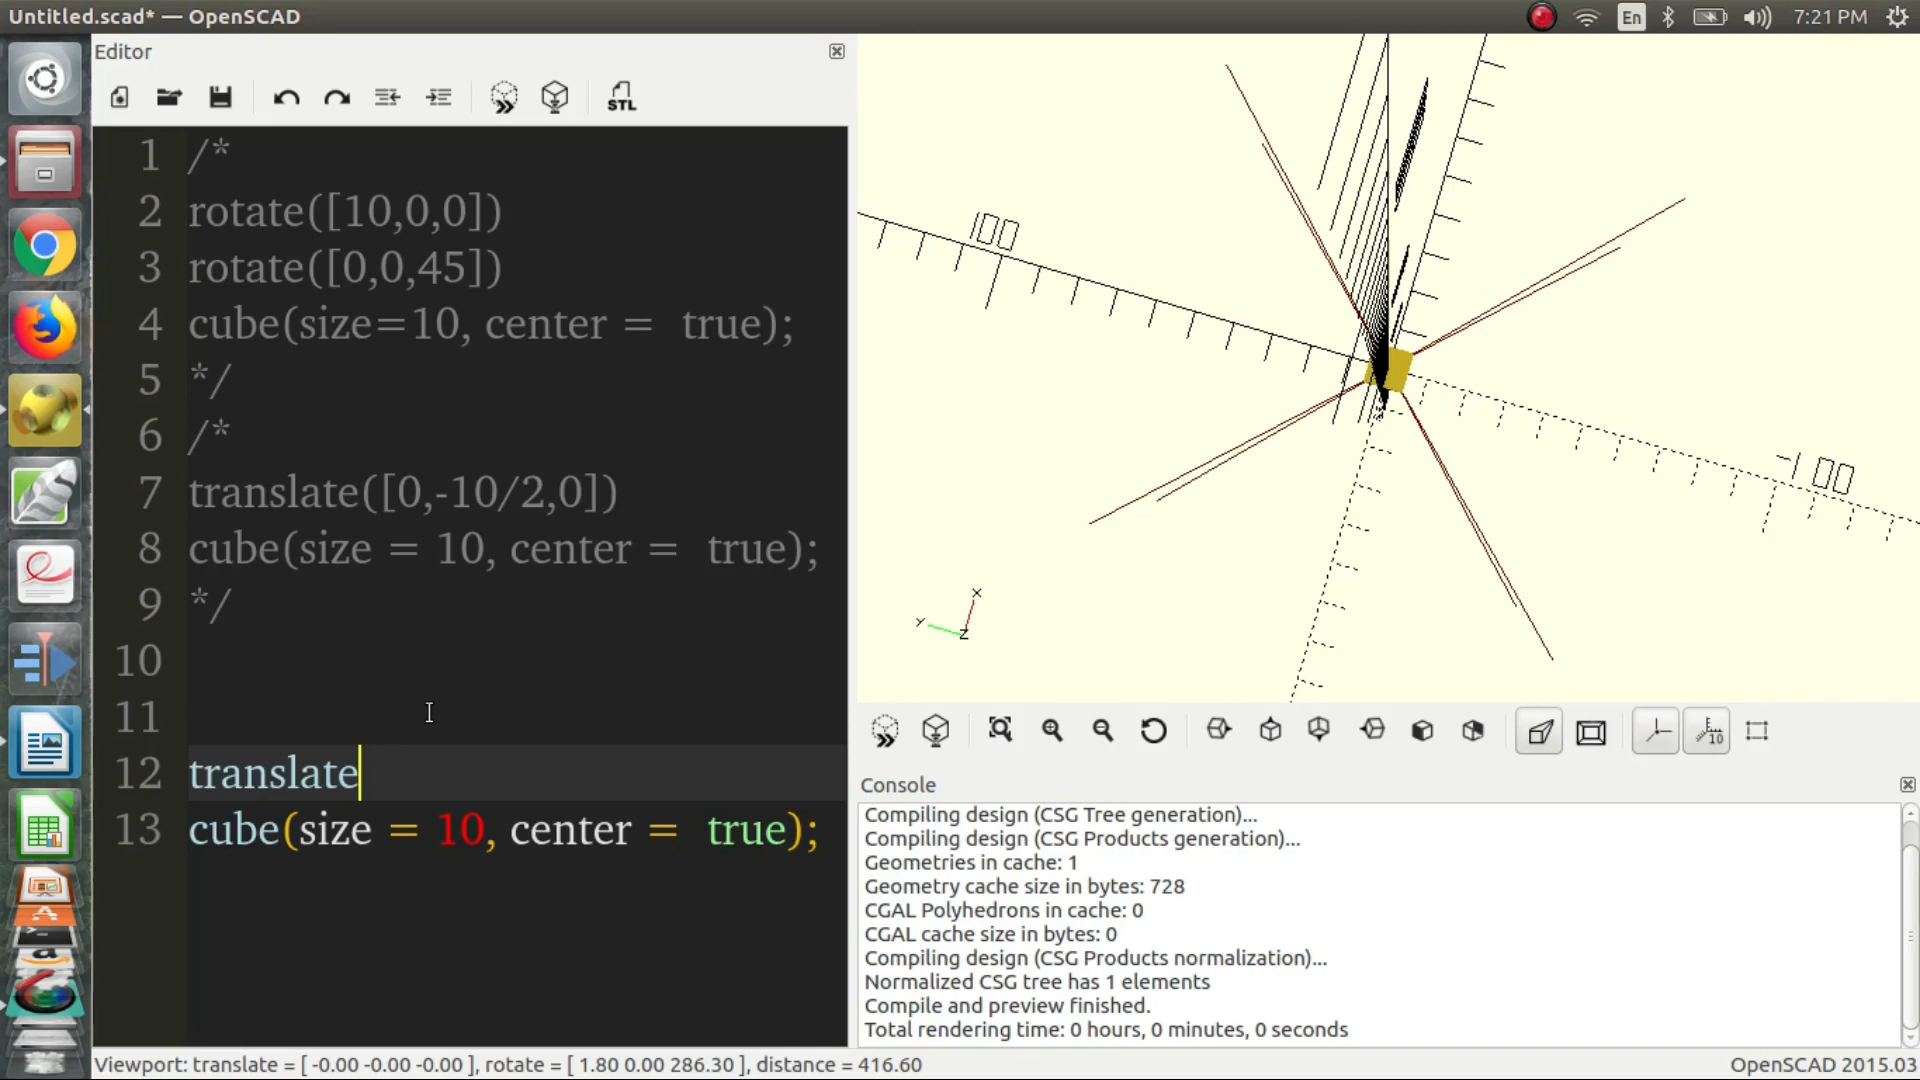 Untitled.scad* — OpenSCAD
En
7:21 PM
Editor
STL
1 /*
2 rotate([10,0,0])
3 rotate([0,0,45])
4 cube(size=10, center =  true);
5 */
6 /*
7 translate([0,-10/2,0])
8 cube(size = 10, center =  true);
9 */
10
11
12 translate
13 cube(size = 10, center =  true);
100
-100
x
y
z
10
Console
Compiling design (CSG Tree generation)...
Compiling design (CSG Products generation)...
Geometries in cache: 1
Geometry cache size in bytes: 728
CGAL Polyhedrons in cache: 0
CGAL cache size in bytes: 0
Compiling design (CSG Products normalization)...
Normalized CSG tree has 1 elements
Compile and preview finished.
Total rendering time: 0 hours, 0 minutes, 0 seconds
Viewport: translate = [ -0.00 -0.00 -0.00 ], rotate = [ 1.80 0.00 286.30 ], distance = 416.60
OpenSCAD 2015.03